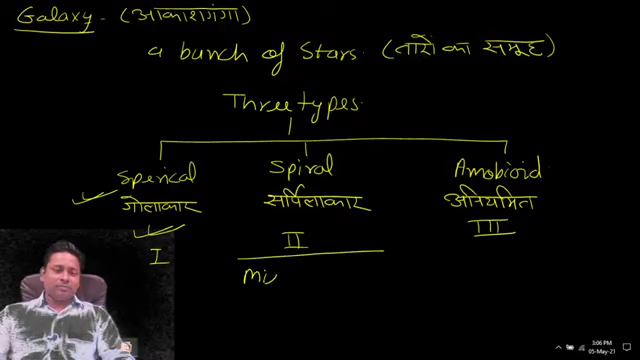 Galaxy - (आकाशगंगा)
a bunch of Stars. (तारों का समूह)
Three types.
Sperical Spiral Amobioid
गोलाकार सर्पिलाकार अनियमित
I II III
Mi
3:06 PM
05-May-21